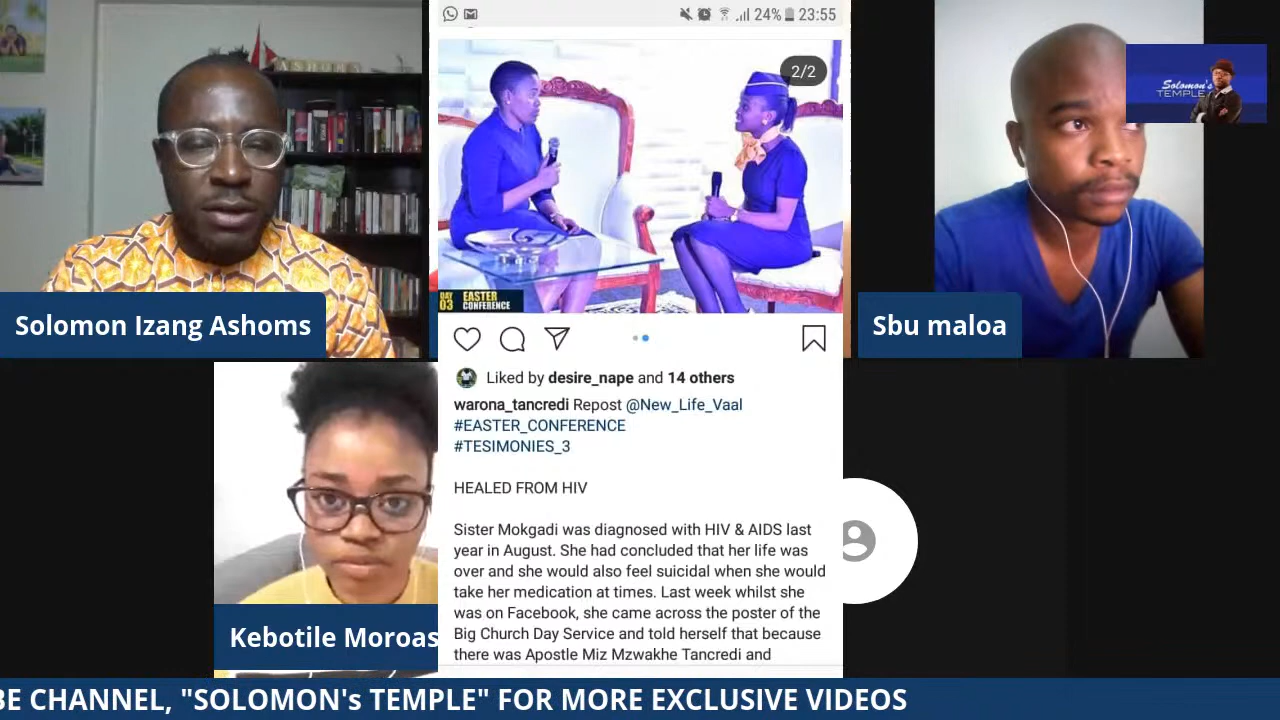 24% 23:55
ASHOMS
2/2
Solomon's
TEMPLE
DAY 03 EASTER CONFERENCE
Solomon Izang Ashoms
Sbu maloa
Liked by desire_nape and 14 others
warona_tancredi Repost @New_Life_Vaal
#EASTER_CONFERENCE
#TESIMONIES_3
HEALED FROM HIV
Sister Mokgadi was diagnosed with HIV & AIDS last
year in August. She had concluded that her life was
over and she would also feel suicidal when she would
take her medication at times. Last week whilst she
was on Facebook, she came across the poster of the
Big Church Day Service and told herself that because
there was Apostle Miz Mzwakhe Tancredi and
Kebotile Moroas
BE CHANNEL, "SOLOMON's TEMPLE" FOR MORE EXCLUSIVE VIDEOS